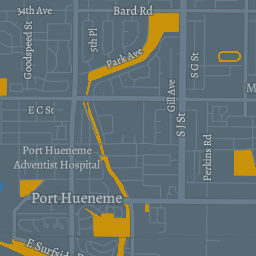 34th Ave
Bard Rd
Goodspeed St
5th Pl
Park Ave
S G St
Gill Ave
E C St
S J St
Perkins Rd
Port Hueneme
Adventist Hospital
Port Hueneme
E Surfside